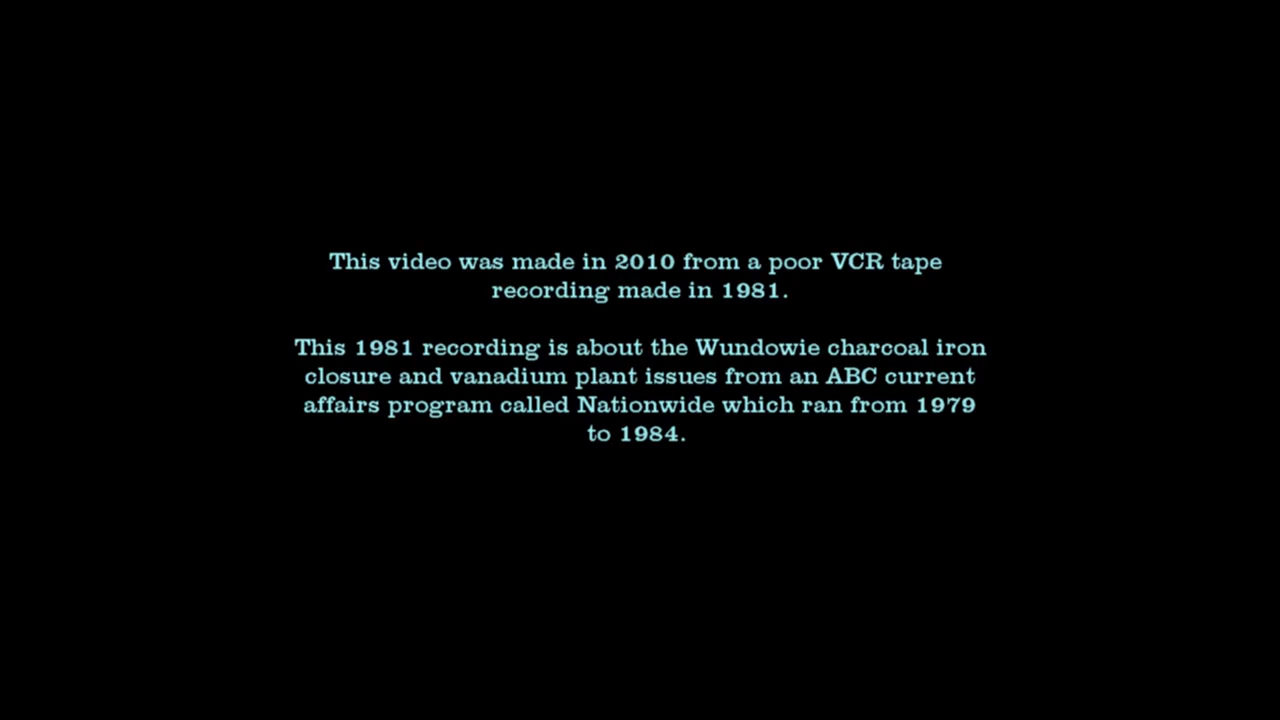 This video was made in 2010 from a poor VCR tape
recording made in 1981.
This 1981 recording is about the Wundowie charcoal iron
closure and vanadium plant issues from an ABC current
affairs program called Nationwide which ran from 1979
to 1984.